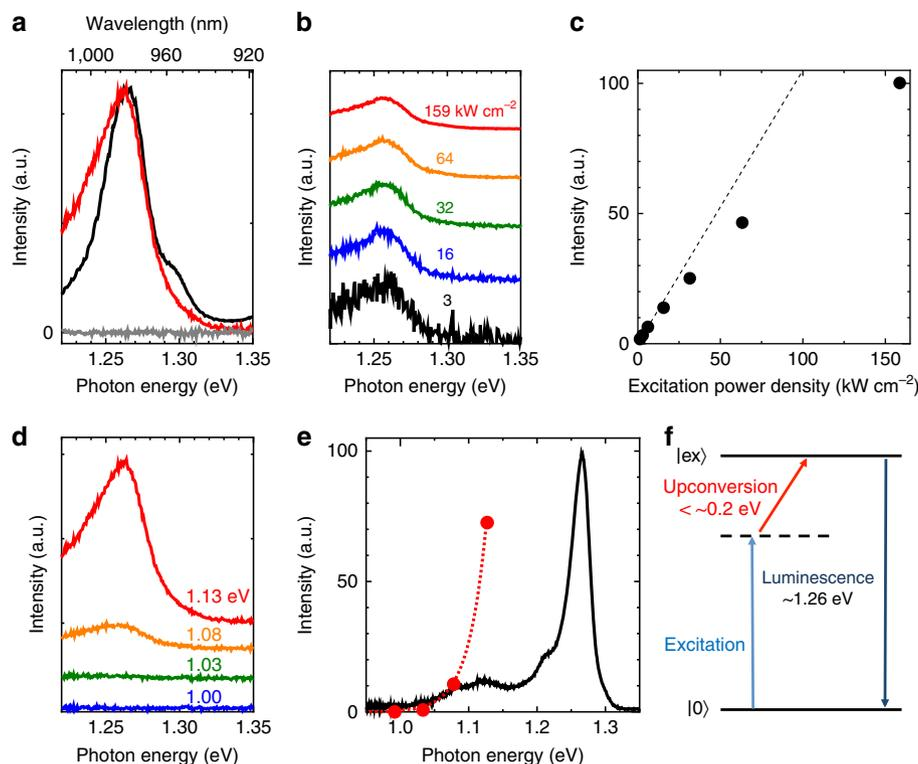 a
Wavelength (nm)
1,000 960 920
Intensity (a.u.)
0
1.25 1.30 1.35
Photon energy (eV)
b
159 kW cm⁻²
64
32
16
3
Intensity (a.u.)
1.25 1.30 1.35
Photon energy (eV)
c
100
50
0
Intensity (a.u.)
0 50 100 150
Excitation power density (kW cm⁻²)
d
1.13 eV
1.08
1.03
1.00
Intensity (a.u.)
1.25 1.30 1.35
Photon energy (eV)
e
100
50
0
Intensity (a.u.)
1.0 1.1 1.2 1.3
Photon energy (eV)
f
|ex⟩
Upconversion
< ~0.2 eV
Luminescence
~1.26 eV
Excitation
|0⟩